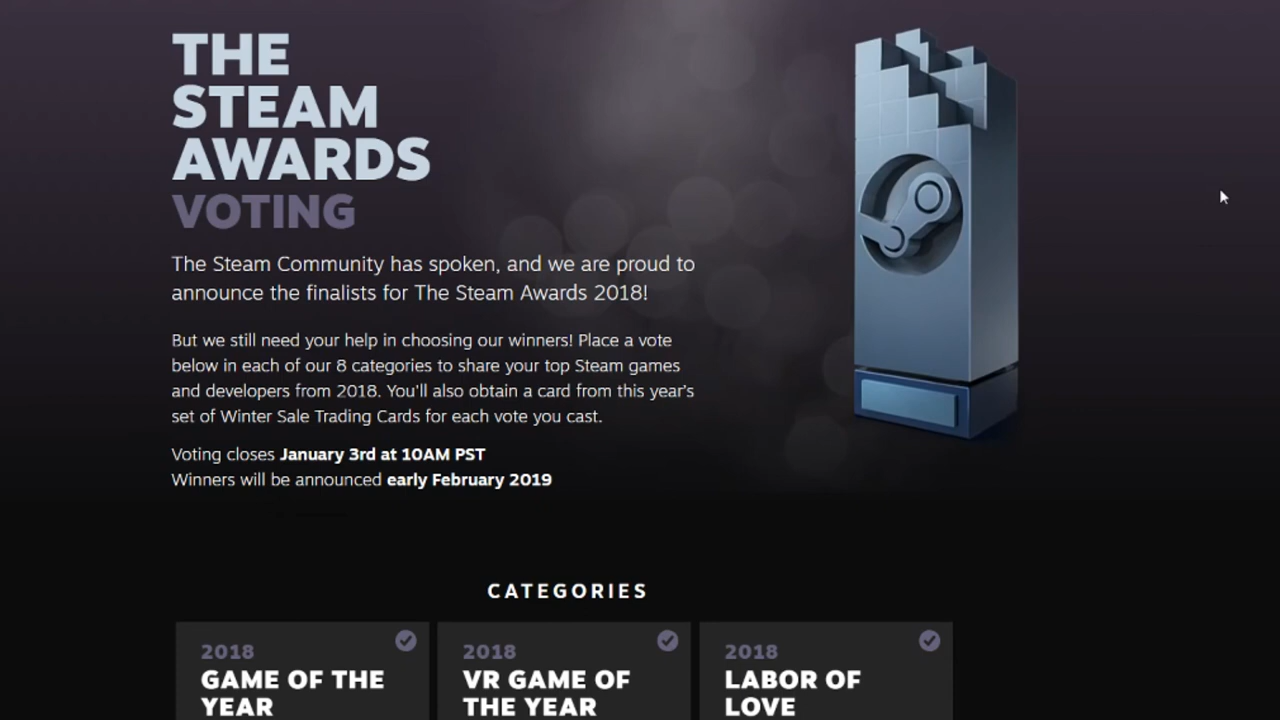 THE
STEAM
AWARDS
VOTING
The Steam Community has spoken, and we are proud to
announce the finalists for The Steam Awards 2018!
But we still need your help in choosing our winners! Place a vote
below in each of our 8 categories to share your top Steam games
and developers from 2018. You'll also obtain a card from this year's
set of Winter Sale Trading Cards for each vote you cast.
Voting closes January 3rd at 10AM PST
Winners will be announced early February 2019
CATEGORIES
2018
GAME OF THE
YEAR
2018
VR GAME OF
THE YEAR
2018
LABOR OF
LOVE